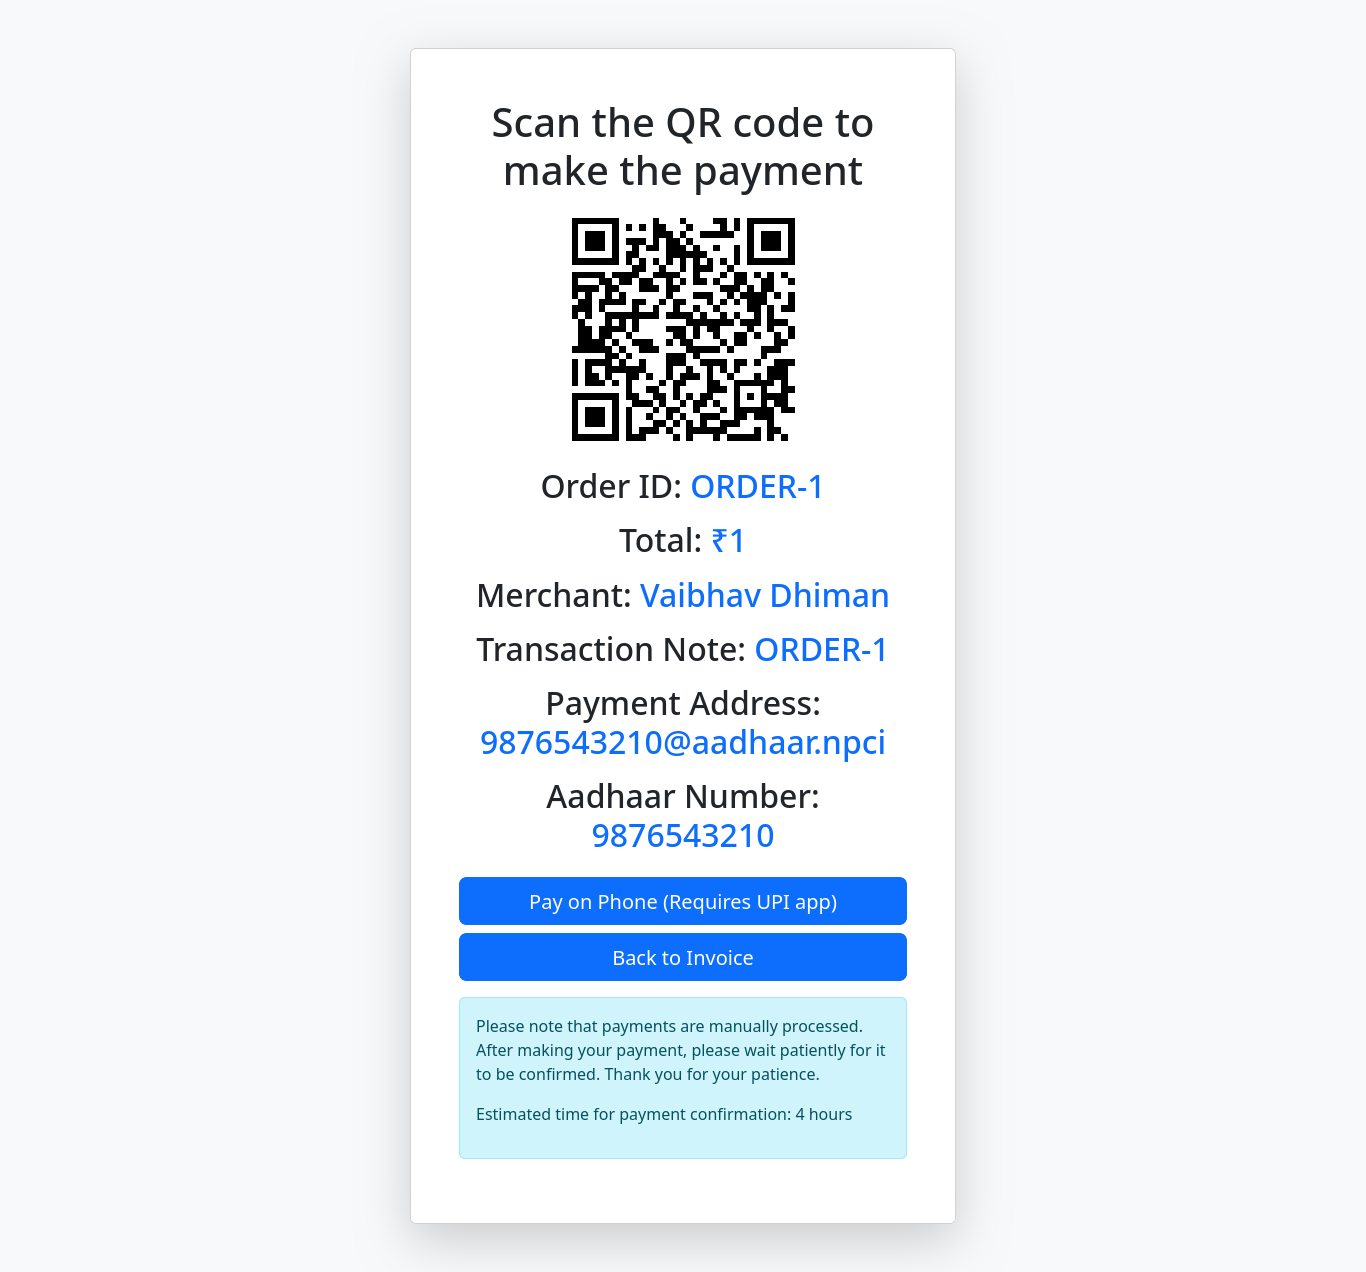 Scan the QR code to
make the payment
Order ID: ORDER-1
Total: ₹1
Merchant: Vaibhav Dhiman
Transaction Note: ORDER-1
Payment Address:
9876543210@aadhaar.npci
Aadhaar Number:
9876543210
Pay on Phone (Requires UPI app)
Back to Invoice
Please note that payments are manually processed.
After making your payment, please wait patiently for it
to be confirmed. Thank you for your patience.
Estimated time for payment confirmation: 4 hours